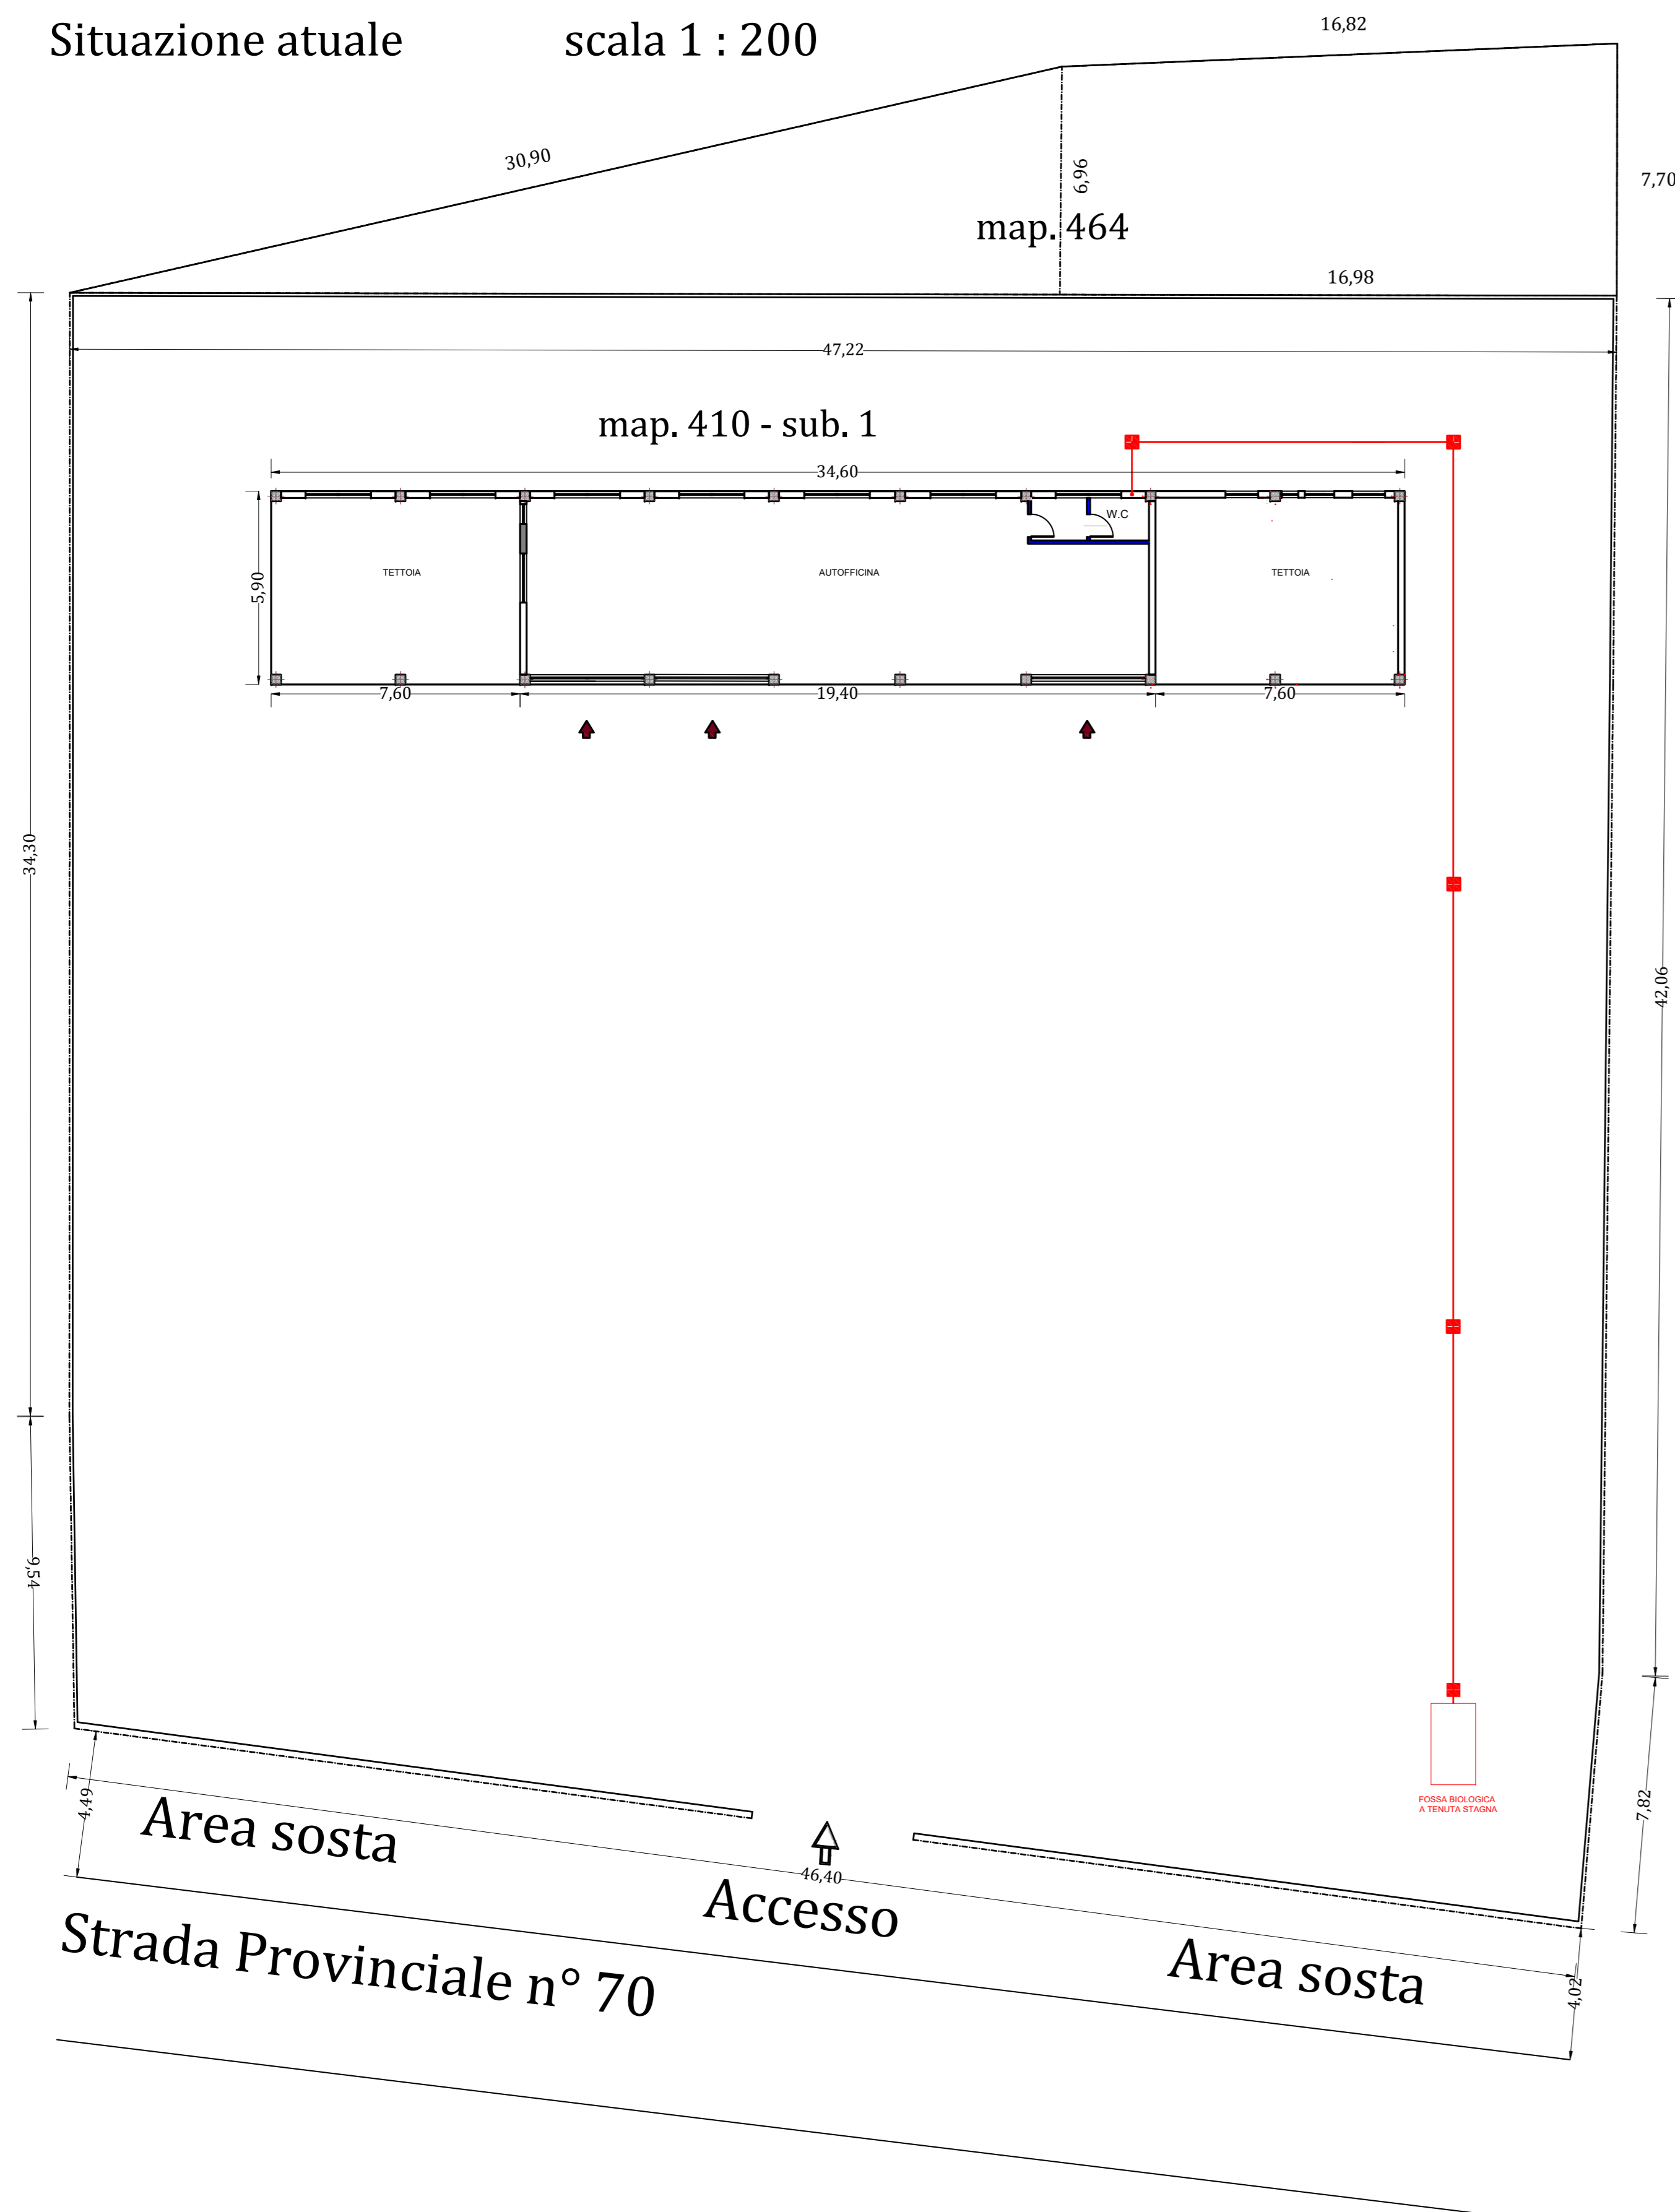 Situazione atuale scala 1 : 200
16,82
30,90
6,96
7,70
map. 464
16,98
47,22
map. 410 - sub. 1
34,60
W.C
TETTOIA
AUTOFFICINA
TETTOIA
5,90
7,60
19,40
7,60
34,30
42,06
9,54
FOSSA BIOLOGICA
A TENUTA STAGNA
7,82
4,49
Area sosta
46,40
Accesso
Area sosta
4,02
Strada Provinciale n° 70